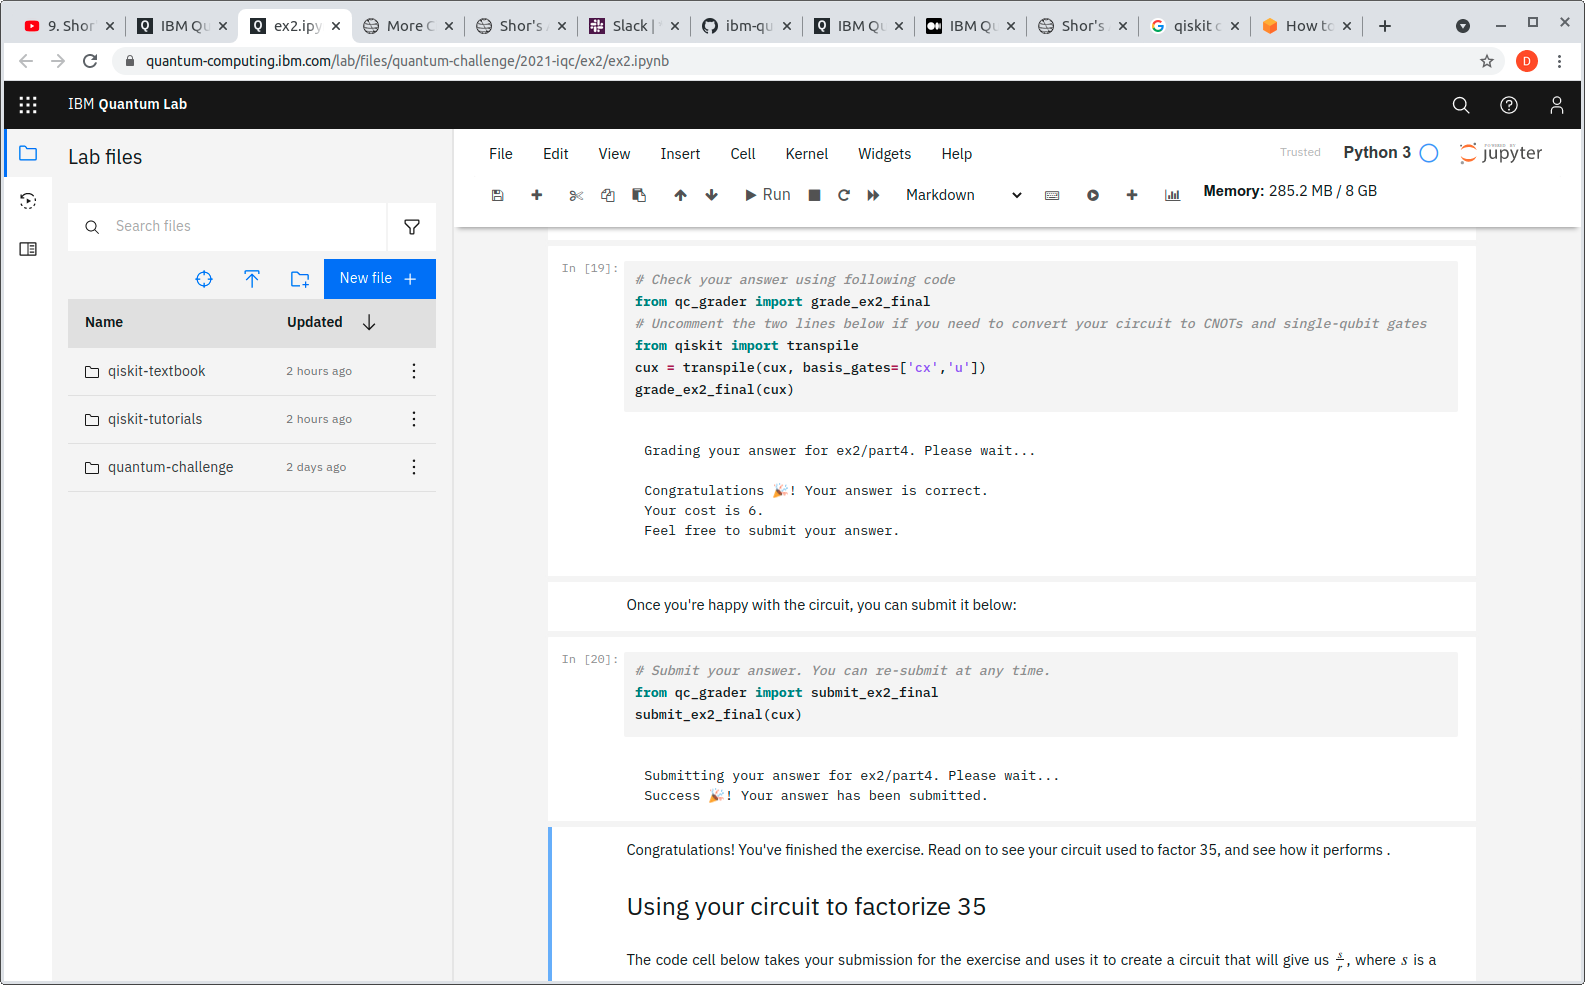 9. Shor
IBM Qu
ex2.ipy
More C
Shor's
Slack |
ibm-qu
IBM Qu
IBM Qu
Shor's
qiskit
How to
quantum-computing.ibm.com/lab/files/quantum-challenge/2021-iqc/ex2/ex2.ipynb
D
IBM Quantum Lab
Lab files
Search files
New file +
Name Updated
qiskit-textbook 2 hours ago
qiskit-tutorials 2 hours ago
quantum-challenge 2 days ago
File Edit View Insert Cell Kernel Widgets Help
Trusted Python 3
POWERED BY
jupyter
Run Markdown Memory: 285.2 MB / 8 GB
In [19]:
# Check your answer using following code
from qc_grader import grade_ex2_final
# Uncomment the two lines below if you need to convert your circuit to CNOTs and single-qubit gates
from qiskit import transpile
cux = transpile(cux, basis_gates=['cx','u'])
grade_ex2_final(cux)
Grading your answer for ex2/part4. Please wait...
Congratulations 🎉! Your answer is correct.
Your cost is 6.
Feel free to submit your answer.
Once you're happy with the circuit, you can submit it below:
In [20]:
# Submit your answer. You can re-submit at any time.
from qc_grader import submit_ex2_final
submit_ex2_final(cux)
Submitting your answer for ex2/part4. Please wait...
Success 🎉! Your answer has been submitted.
Congratulations! You've finished the exercise. Read on to see your circuit used to factor 35, and see how it performs .
Using your circuit to factorize 35
The code cell below takes your submission for the exercise and uses it to create a circuit that will give us s/r, where s is a